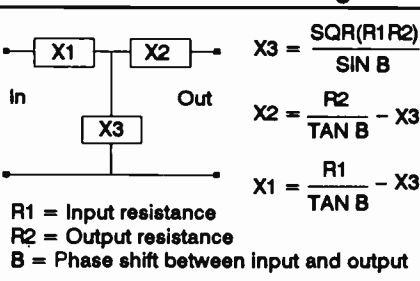 X1
X2
In
Out
X3
X3 = SQR(R1R2) / SIN B
X2 = R2 / TAN B − X3
X1 = R1 / TAN B − X3
R1 = Input resistance
R2 = Output resistance
B = Phase shift between input and output